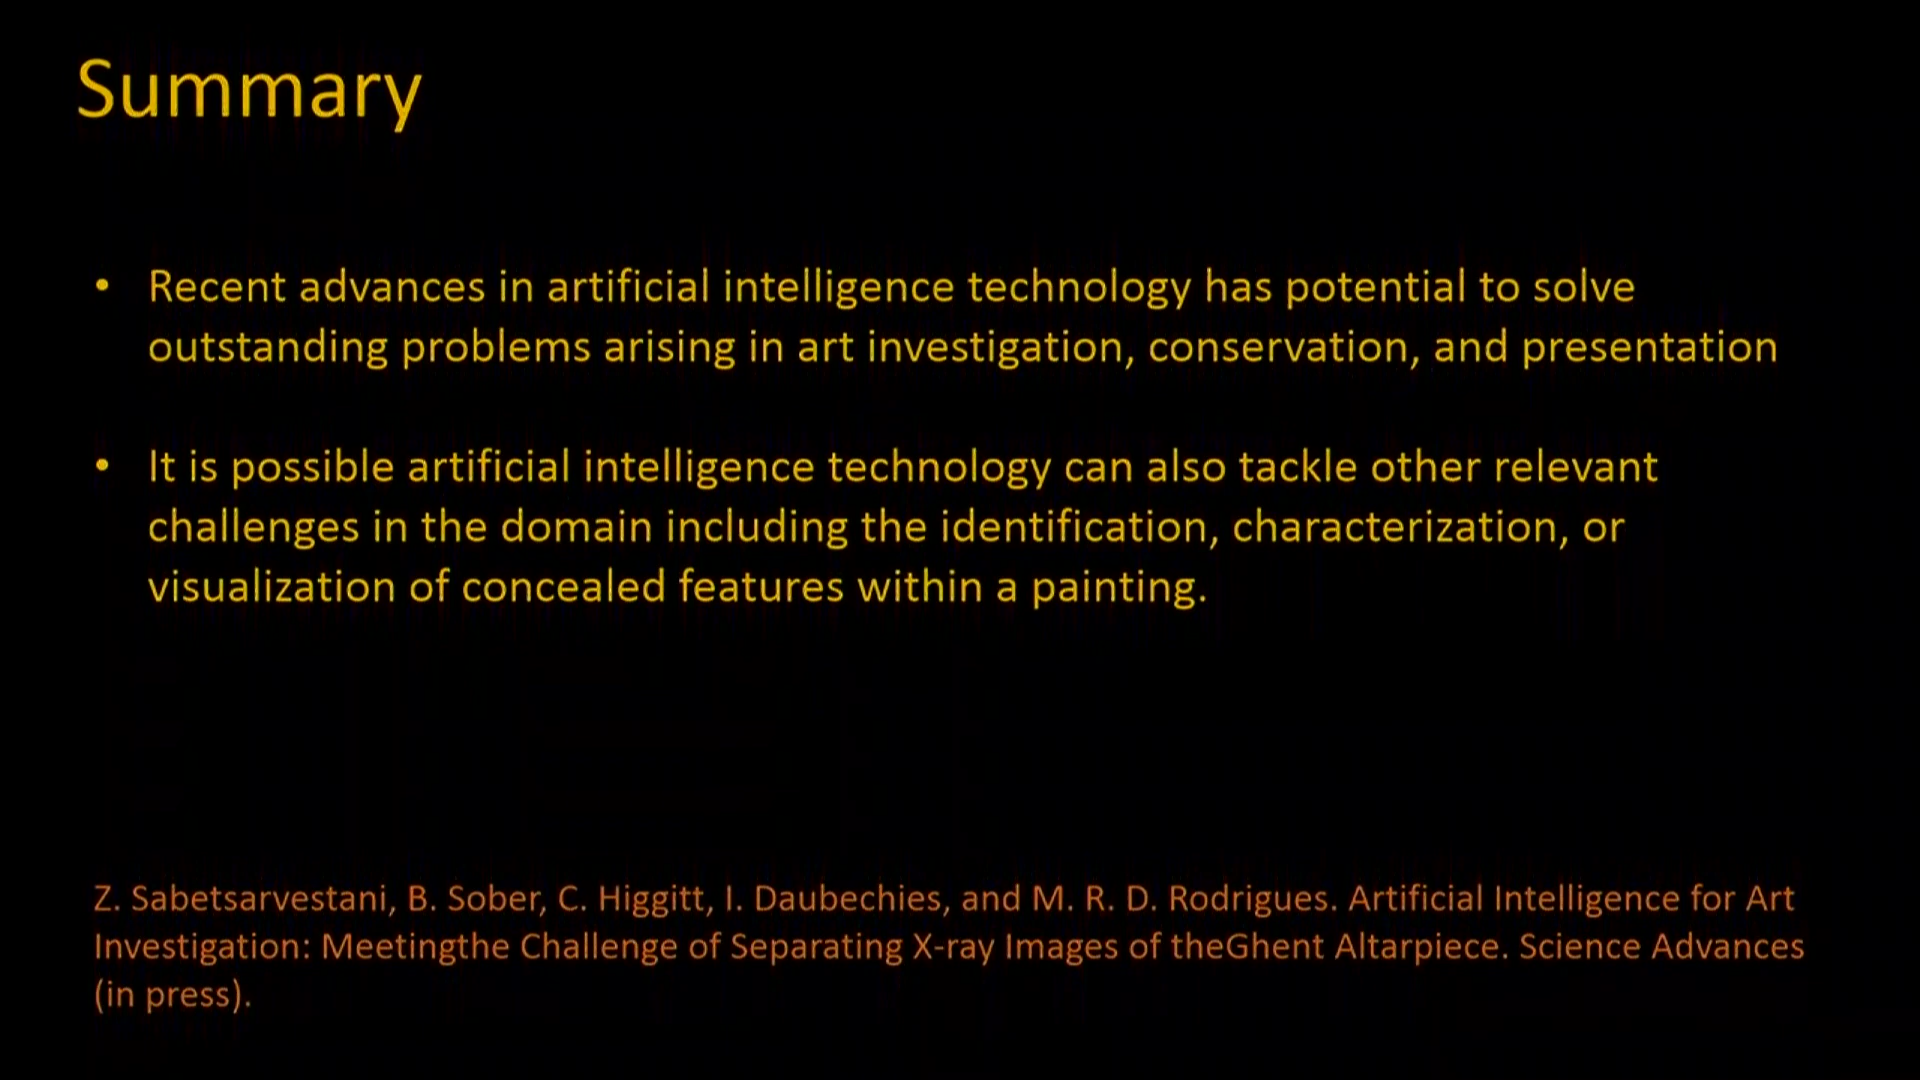 Summary
• Recent advances in artificial intelligence technology has potential to solve
outstanding problems arising in art investigation, conservation, and presentation
• It is possible artificial intelligence technology can also tackle other relevant
challenges in the domain including the identification, characterization, or
visualization of concealed features within a painting.
Z. Sabetsarvestani, B. Sober, C. Higgitt, I. Daubechies, and M. R. D. Rodrigues. Artificial Intelligence for Art
Investigation: Meetingthe Challenge of Separating X-ray Images of theGhent Altarpiece. Science Advances
(in press).